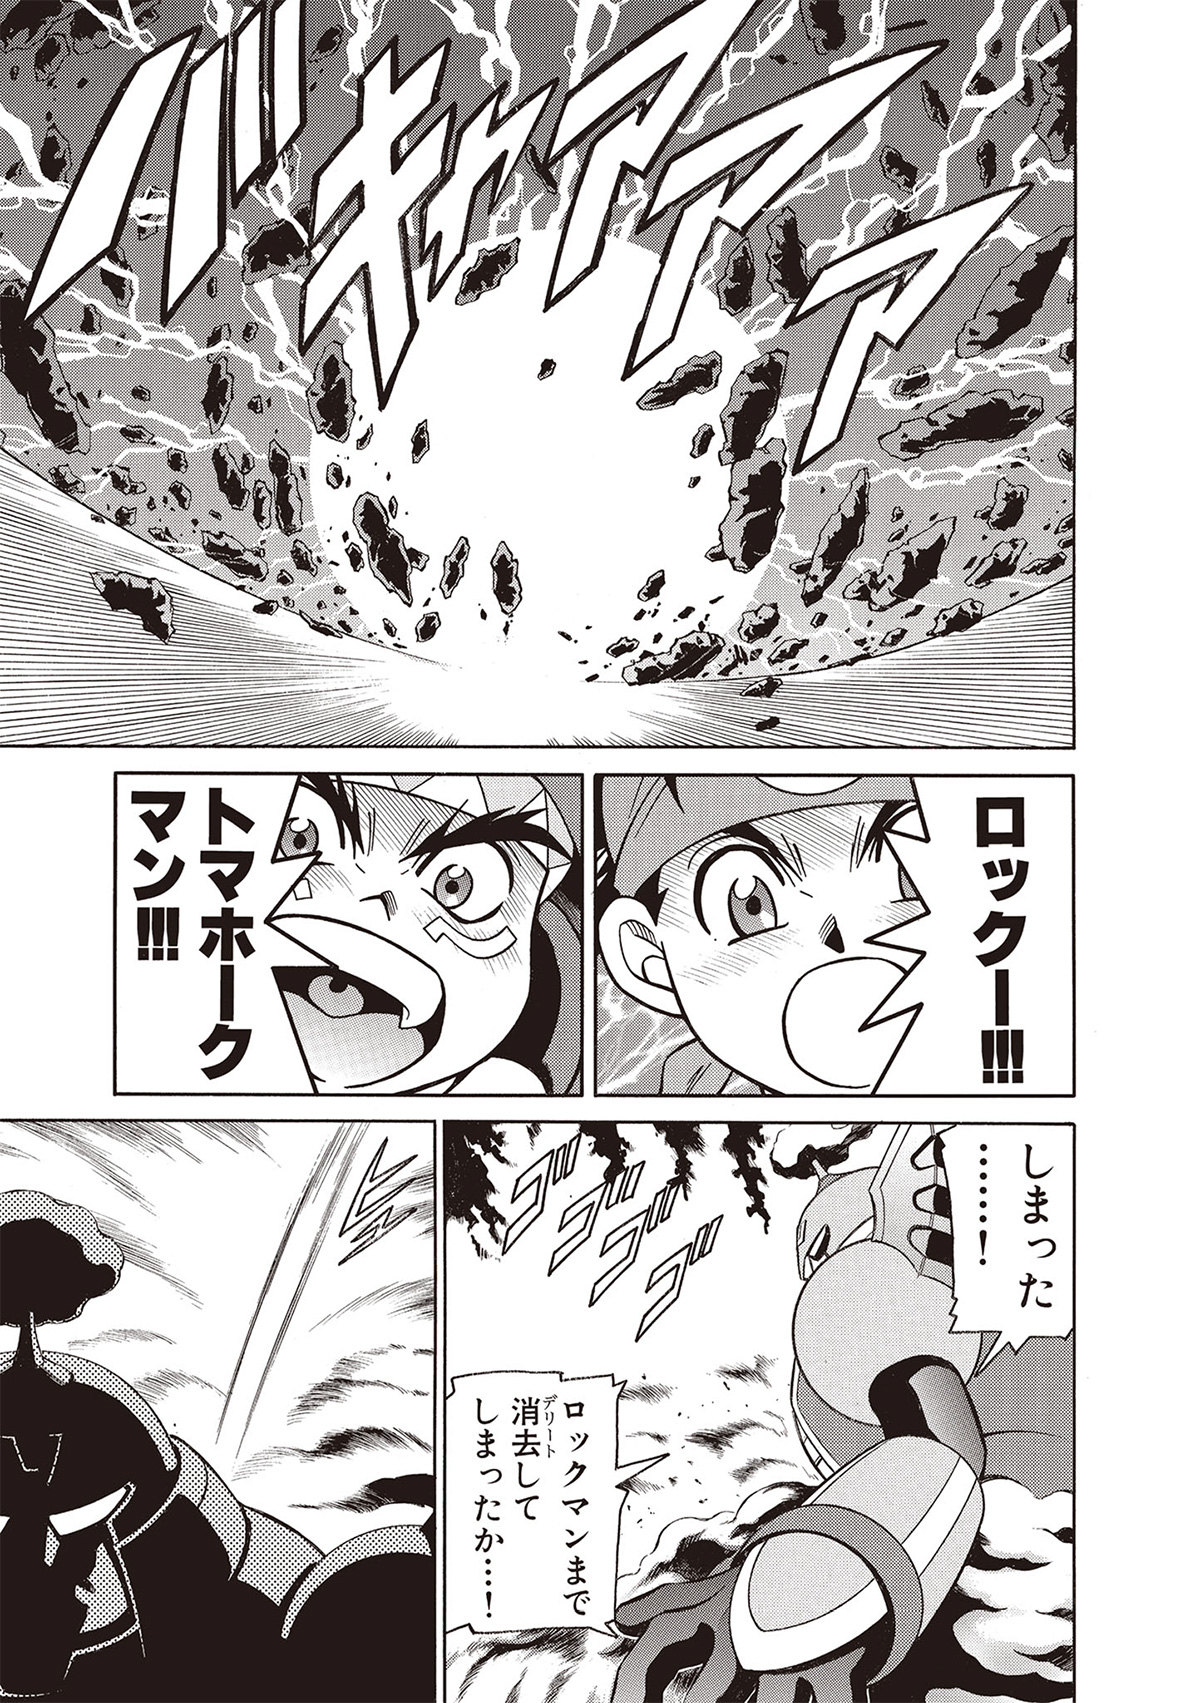 バキャアアア
ロックー!!!
トマホーク
マン!!!
しまった
……!
ゴゴゴゴ
ロックマンまで
消去して
デリート
しまったか…!
ピシ